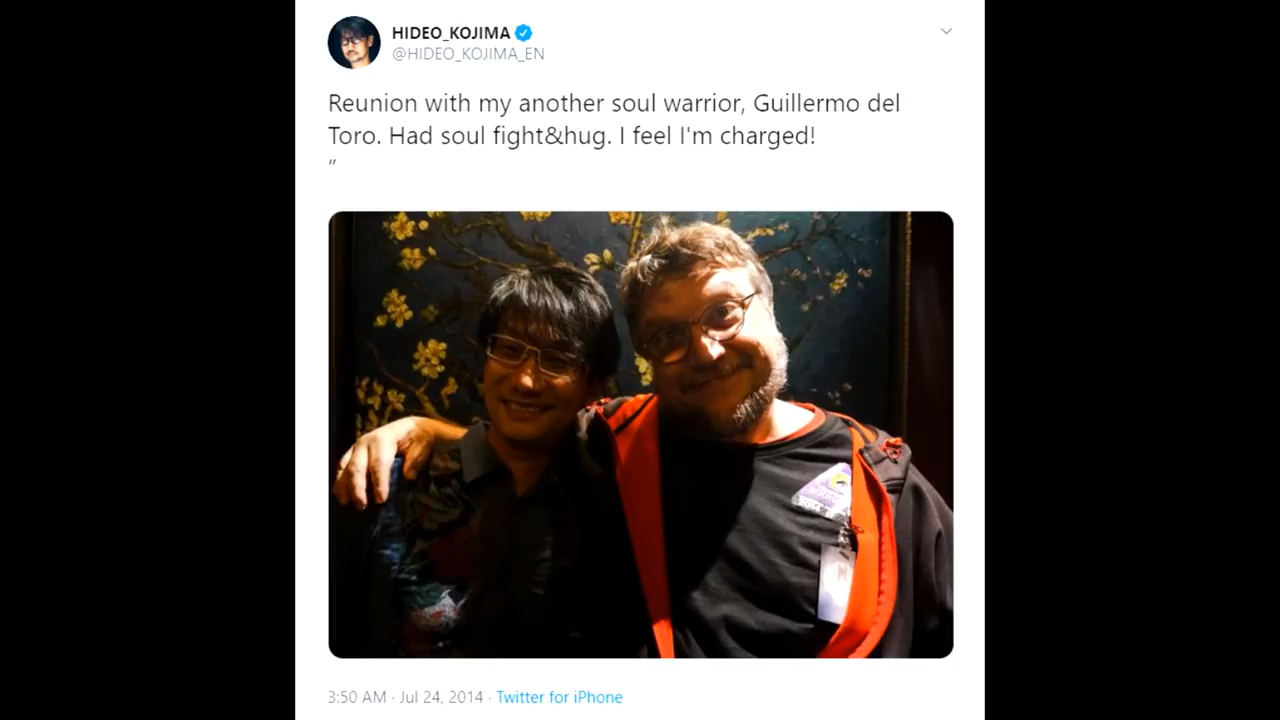 HIDEO_KOJIMA
@HIDEO_KOJIMA_EN
Reunion with my another soul warrior, Guillermo del
Toro. Had soul fight&hug. I feel I'm charged!
"
3:50 AM · Jul 24, 2014 · Twitter for iPhone